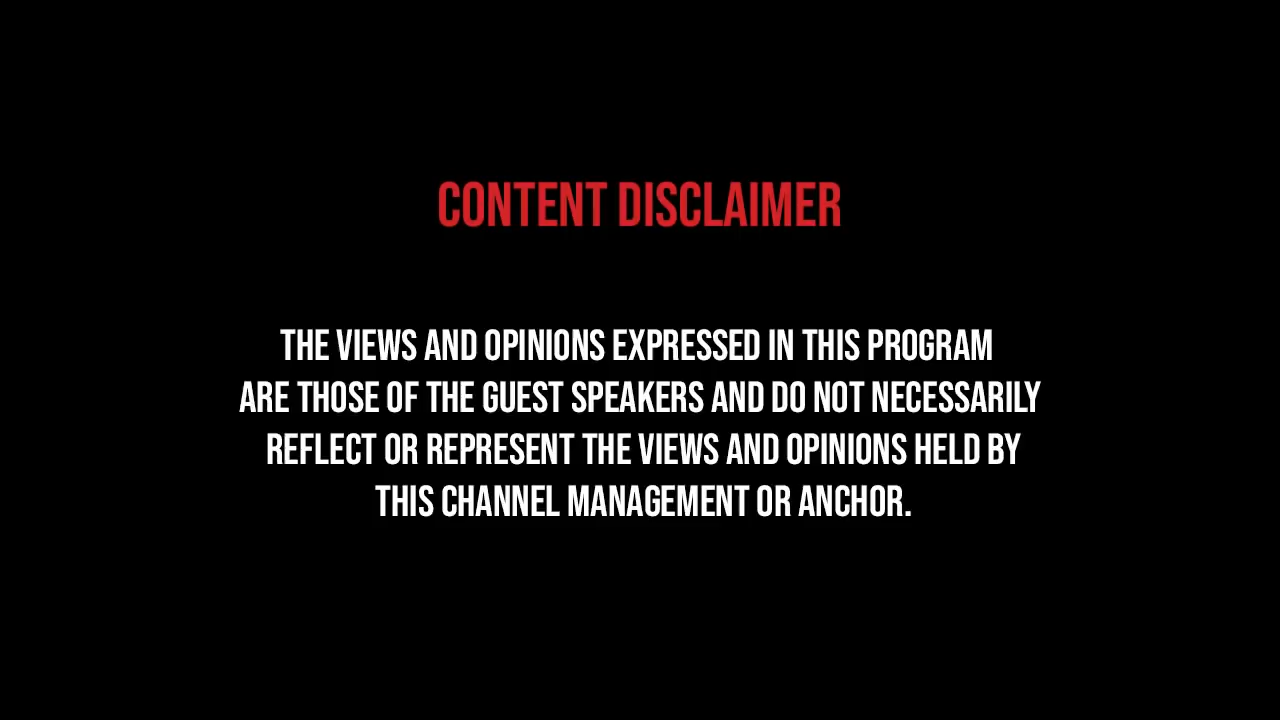 CONTENT DISCLAIMER
THE VIEWS AND OPINIONS EXPRESSED IN THIS PROGRAM
ARE THOSE OF THE GUEST SPEAKERS AND DO NOT NECESSARILY
REFLECT OR REPRESENT THE VIEWS AND OPINIONS HELD BY
THIS CHANNEL MANAGEMENT OR ANCHOR.